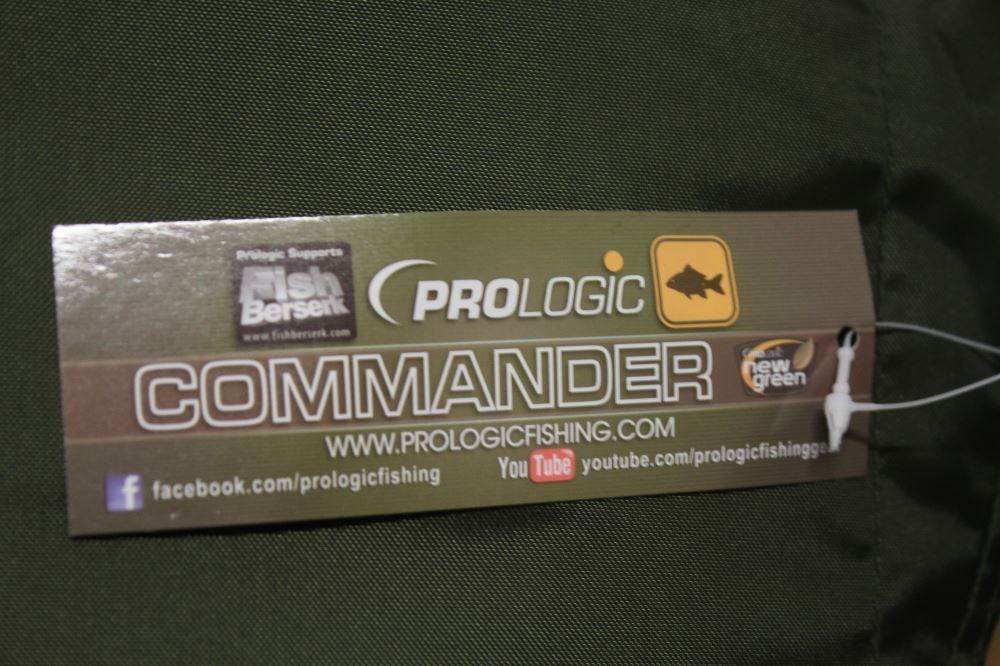 Prologic Supports
Fish
Berserk
www.fishberserk.com
PROLOGIC
COMMANDER
new
green
WWW.PROLOGICFISHING.COM
f facebook.com/prologicfishing
You Tube youtube.com/prologicfishingge